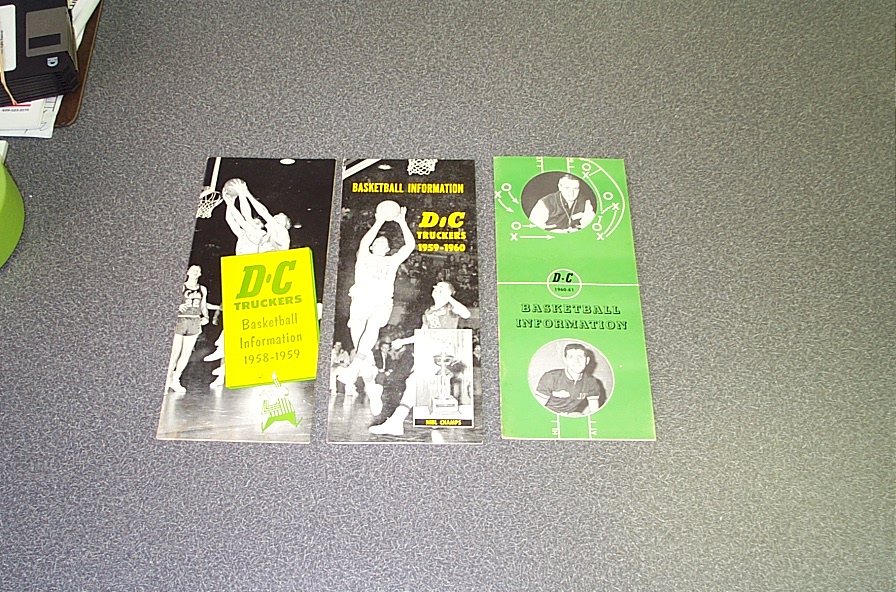 D-C
TRUCKERS
Basketball
Information
1958-1959
BASKETBALL INFORMATION
D-C
TRUCKERS
1959-1960
NIBL CHAMPS
D-C
1960-61
BASKETBALL
INFORMATION